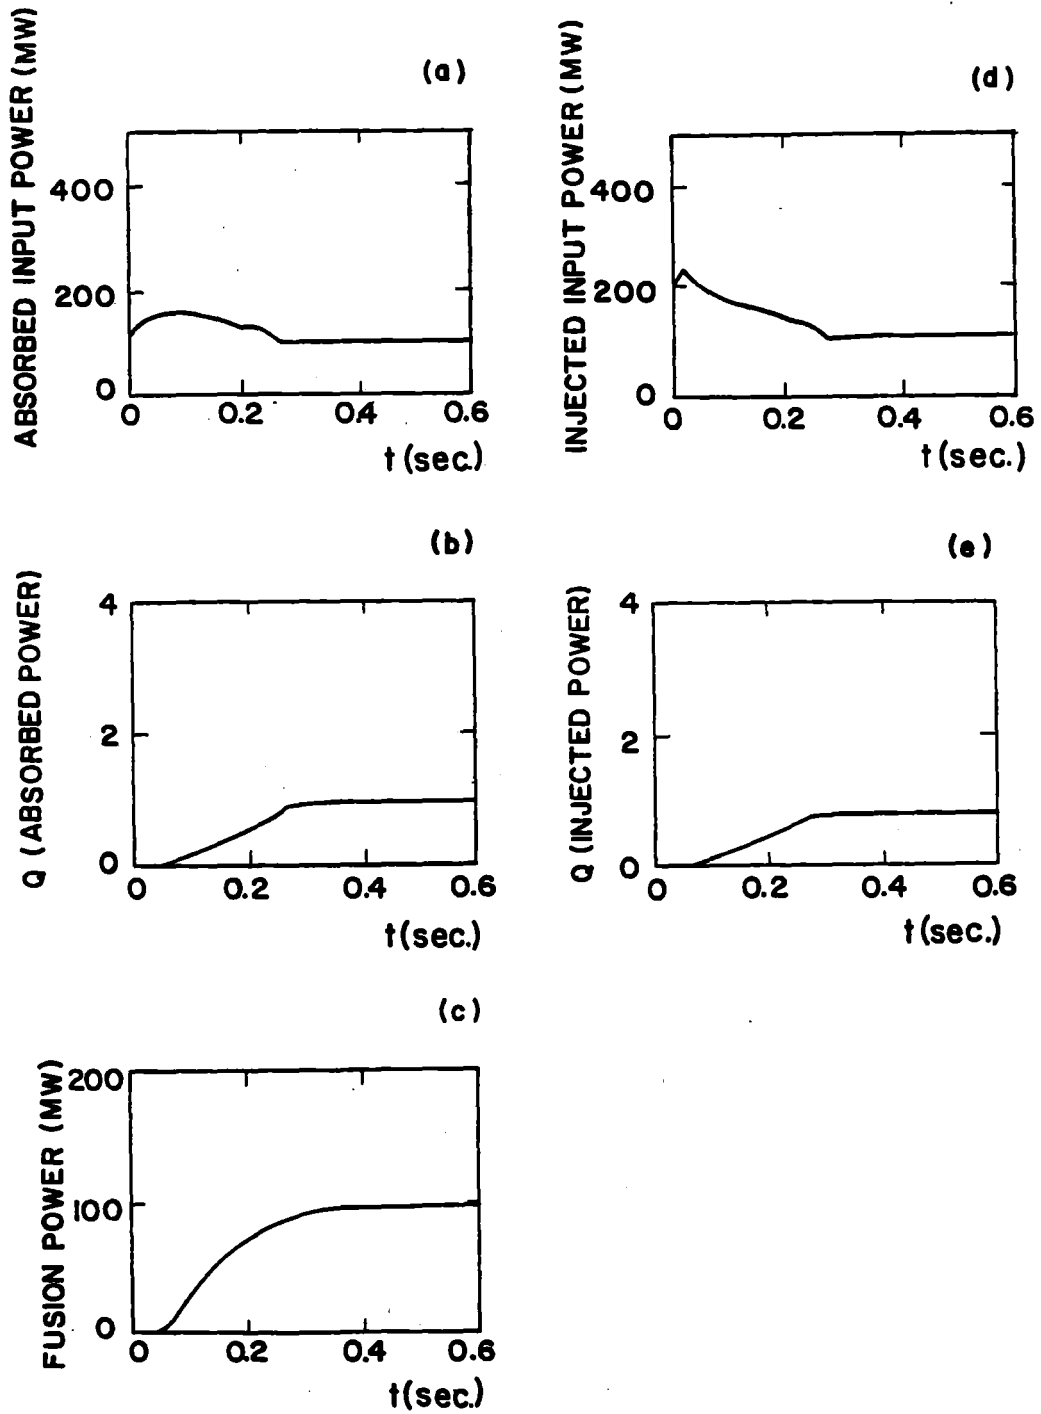 (a)
ABSORBED INPUT POWER (MW)
400
200
0
0 0.2 0.4 0.6
t (sec.)
(d)
INJECTED INPUT POWER (MW)
400
200
0
0 0.2 0.4 0.6
t (sec.)
(b)
Q (ABSORBED POWER)
4
2
0
0 0.2 0.4 0.6
t (sec.)
(e)
Q (INJECTED POWER)
4
2
0
0 0.2 0.4 0.6
t (sec.)
(c)
FUSION POWER (MW)
200
100
0
0 0.2 0.4 0.6
t (sec.)